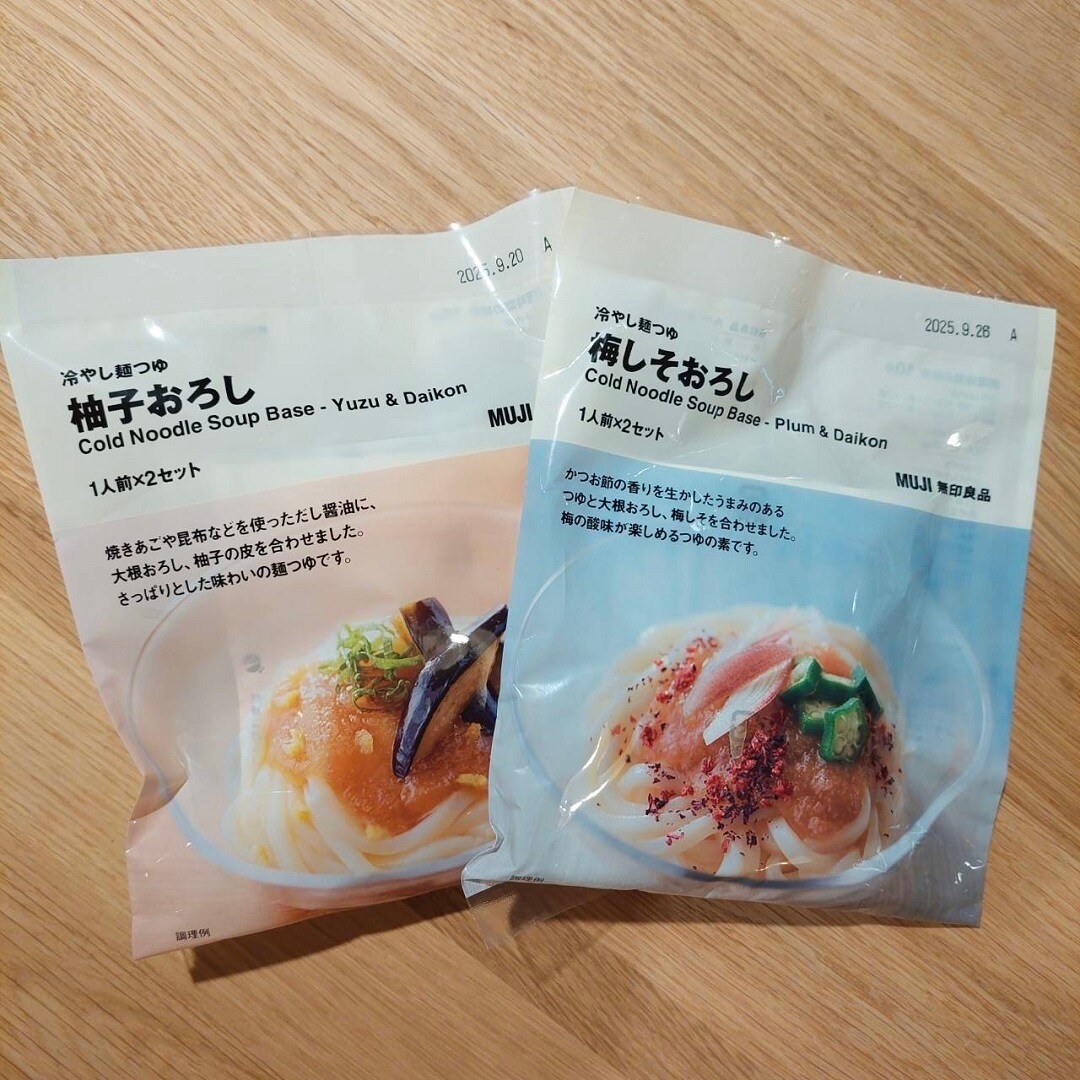 2025.9.20 A
冷やし麺つゆ
柚子おろし
Cold Noodle Soup Base - Yuzu & Daikon
MUJI
1人前×2セット
焼きあごや昆布などを使っただし醤油に、
大根おろし、柚子の皮を合わせました。
さっぱりとした味わいの麺つゆです。
調理例
2025.9.26 A
冷やし麺つゆ
梅しそおろし
Cold Noodle Soup Base - Plum & Daikon
1人前×2セット
MUJI 無印良品
かつお節の香りを生かしたうまみのある
つゆと大根おろし、梅しそを合わせました。
梅の酸味が楽しめるつゆの素です。
調理例